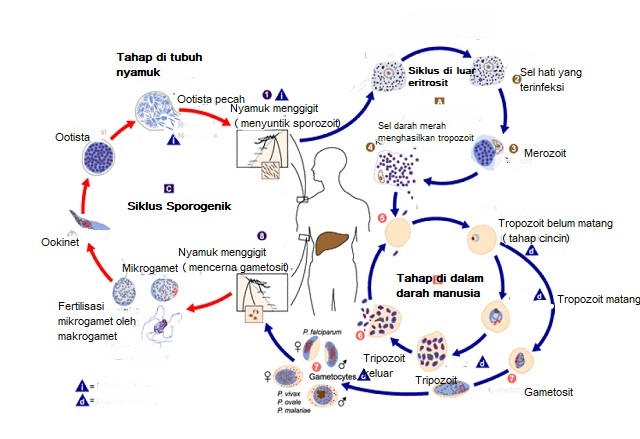 Tahap di tubuh
nyamuk
Ootista pecah
Ootista
1 i
Nyamuk menggigit
( menyuntik sporozoit)
i
C
Siklus Sporogenik
Ookinet
Mikrogamet
Fertilisasi
mikrogamet oleh
makrogamet
8
Nyamuk menggigit
(mencerna gametosit)
i =
d =
Siklus di luar
eritrosit
A
2 Sel hati yang
terinfeksi
3 Merozoit
Sel darah merah
menghasilkan tropozoit
4
5
Tropozoit belum matang
( tahap cincin)
d
Tahap di dalam
darah manusia
d
Tropozoit matang
6
Tripozoit
keluar
Tripozoit
d
7
Gametosit
d
P. falciparum
♀ 7 ♂
Gametocytes
♀ ♂
P. vivax
P. ovale
P. malariae